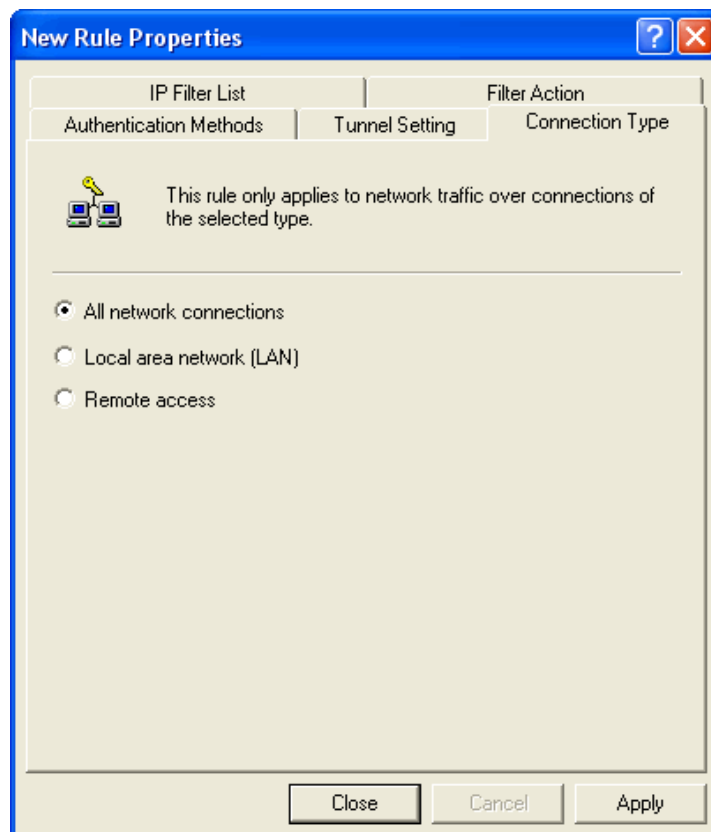 New Rule Properties
IP Filter List
Filter Action
Authentication Methods
Tunnel Setting
Connection Type
This rule only applies to network traffic over connections of
the selected type.
All network connections
Local area network (LAN)
Remote access
Close
Cancel
Apply